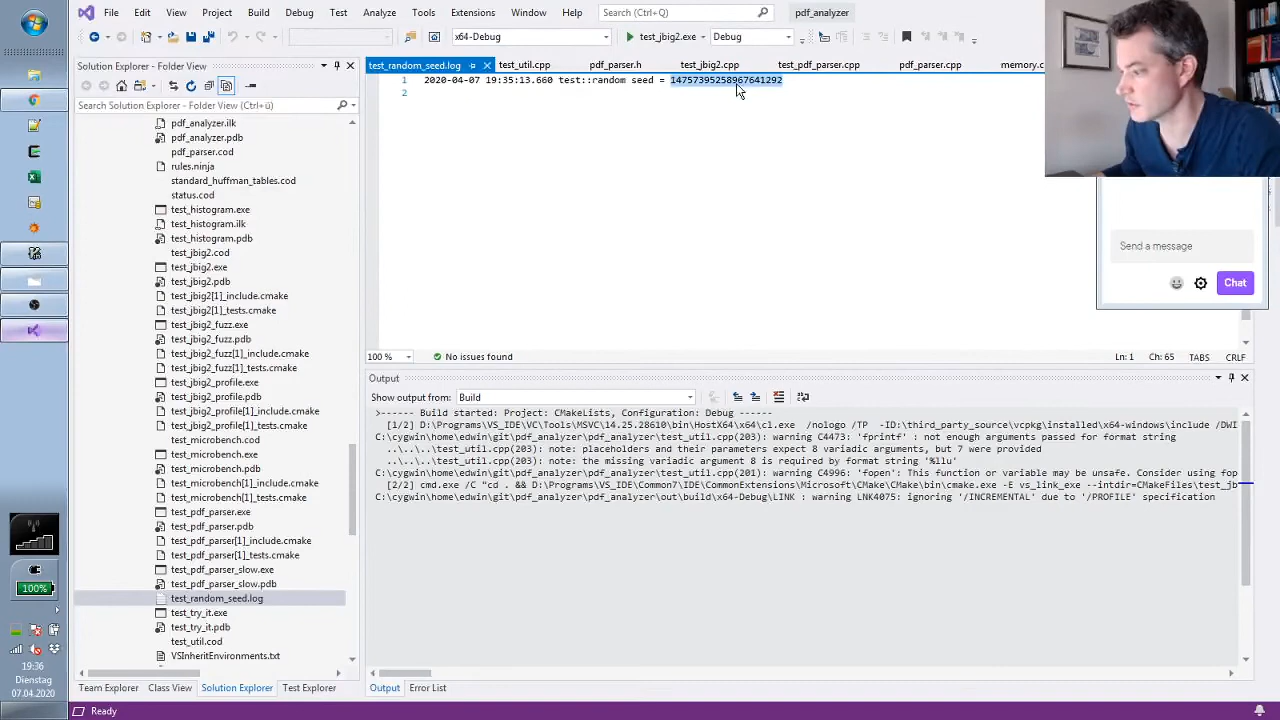 File Edit View Project Build Debug Test Analyze Tools Extensions Window Help Search (Ctrl+Q) pdf_analyzer
x64-Debug test_jbig2.exe Debug
Solution Explorer - Folder View
Search Solution Explorer - Folder View (Ctrl+ü)
pdf_analyzer.ilk
pdf_analyzer.pdb
pdf_parser.cod
rules.ninja
standard_huffman_tables.cod
status.cod
test_histogram.exe
test_histogram.ilk
test_histogram.pdb
test_jbig2.cod
test_jbig2.exe
test_jbig2.pdb
test_jbig2[1]_include.cmake
test_jbig2[1]_tests.cmake
test_jbig2_fuzz.exe
test_jbig2_fuzz.pdb
test_jbig2_fuzz[1]_include.cmake
test_jbig2_fuzz[1]_tests.cmake
test_jbig2_profile.exe
test_jbig2_profile.pdb
test_jbig2_profile[1]_include.cmake
test_jbig2_profile[1]_tests.cmake
test_microbench.cod
test_microbench.exe
test_microbench.pdb
test_microbench[1]_include.cmake
test_microbench[1]_tests.cmake
test_pdf_parser.exe
test_pdf_parser.pdb
test_pdf_parser[1]_include.cmake
test_pdf_parser[1]_tests.cmake
test_pdf_parser_slow.exe
test_pdf_parser_slow.pdb
test_random_seed.log
test_try_it.exe
test_try_it.pdb
test_util.cod
VSInheritEnvironments.txt
Team Explorer Class View Solution Explorer Test Explorer
test_random_seed.log test_util.cpp pdf_parser.h test_jbig2.cpp test_pdf_parser.cpp pdf_parser.cpp memory.c
1 2020-04-07 19:35:13.660 test::random seed = 14757395258967641292
2
100 % No issues found Ln: 1 Ch: 65 TABS CRLF
Output
Show output from: Build
>------ Build started: Project: CMakeLists, Configuration: Debug ------
[1/2] D:\Programs\VS_IDE\VC\Tools\MSVC\14.25.28610\bin\HostX64\x64\cl.exe /nologo /TP -ID:\third_party_source\vcpkg\installed\x64-windows\include /DWI
C:\cygwin\home\edwin\git\pdf_analyzer\pdf_analyzer\test_util.cpp(203): warning C4473: 'fprintf' : not enough arguments passed for format string
..\..\..\test_util.cpp(203): note: placeholders and their parameters expect 8 variadic arguments, but 7 were provided
..\..\..\test_util.cpp(203): note: the missing variadic argument 8 is required by format string '%llu'
C:\cygwin\home\edwin\git\pdf_analyzer\pdf_analyzer\test_util.cpp(201): warning C4996: 'fopen': This function or variable may be unsafe. Consider using fop
[2/2] cmd.exe /C "cd . && D:\Programs\VS_IDE\Common7\IDE\CommonExtensions\Microsoft\CMake\CMake\bin\cmake.exe -E vs_link_exe --intdir=CMakeFiles\test_jb
C:\cygwin\home\edwin\git\pdf_analyzer\pdf_analyzer\out\build\x64-Debug\LINK : warning LNK4075: ignoring '/INCREMENTAL' due to '/PROFILE' specification
Output Error List
Send a message
Chat
100%
19:36
Dienstag
07.04.2020
Ready